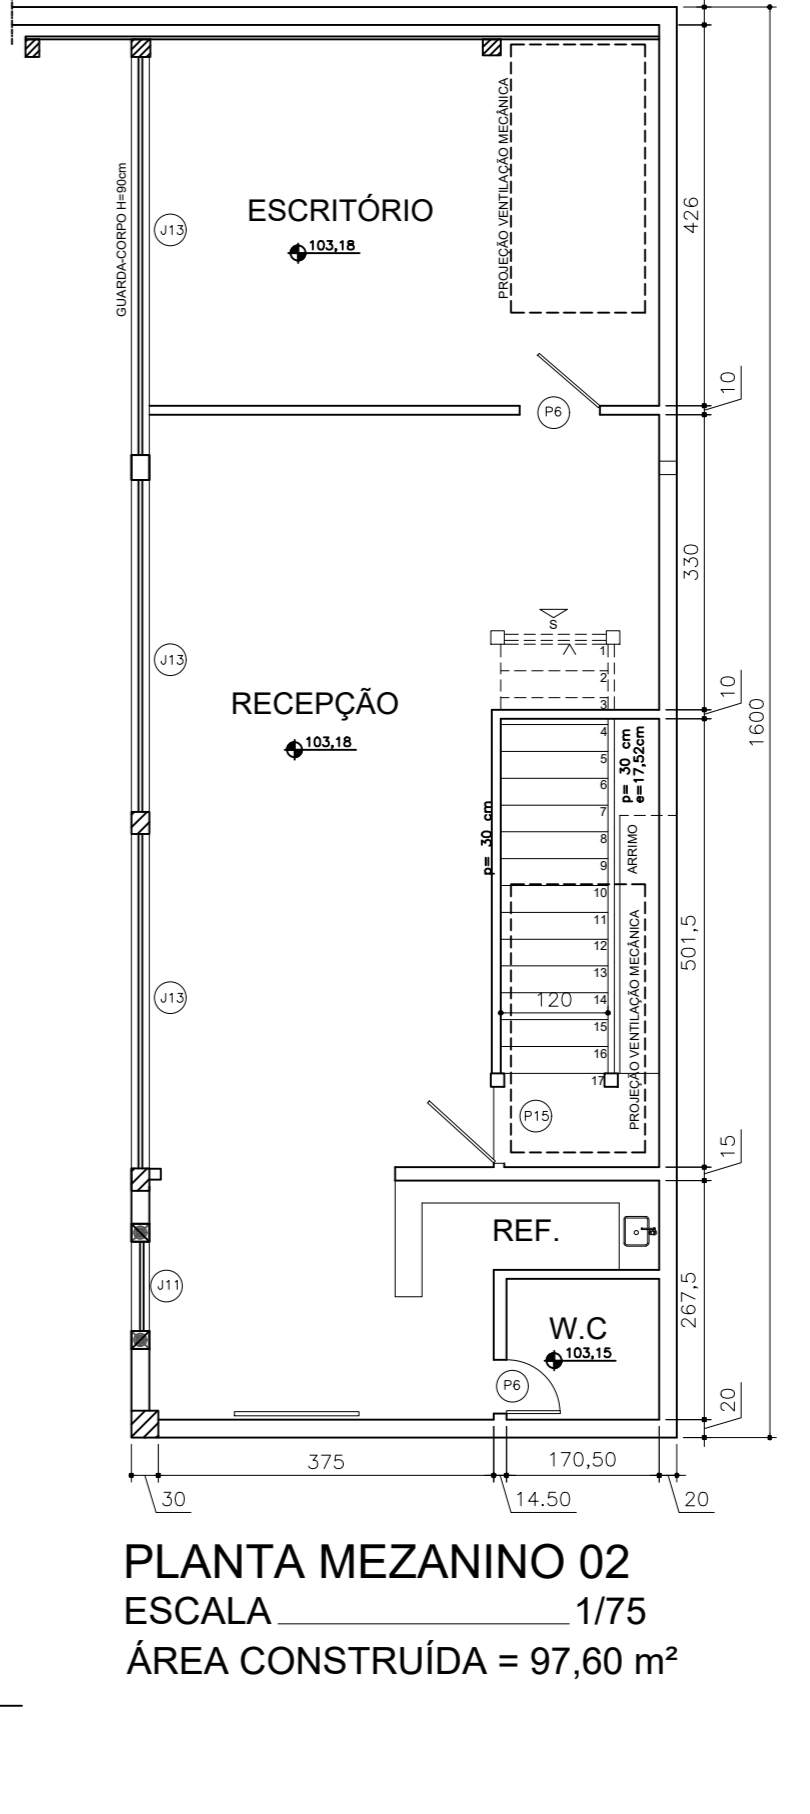 PROJEÇÃO VENTILAÇÃO MECÂNICA
GUARDA-CORPO H=90cm
ESCRITÓRIO
J13
103,18
426
10
P6
330
S
1
2
3
J13
RECEPÇÃO
103,18
10
1600
4
5
6
7
8
9
10
11
12
13
14
15
16
17
p= 30 cm
e=17,52cm
p= 30 cm
ARRIMO
PROJEÇÃO VENTILAÇÃO MECÂNICA
501,5
J13
120
P15
15
REF.
J11
267,5
W.C
103,15
P6
20
375
170,50
30
14.50
20
PLANTA MEZANINO 02
ESCALA 1/75
ÁREA CONSTRUÍDA = 97,60 m²